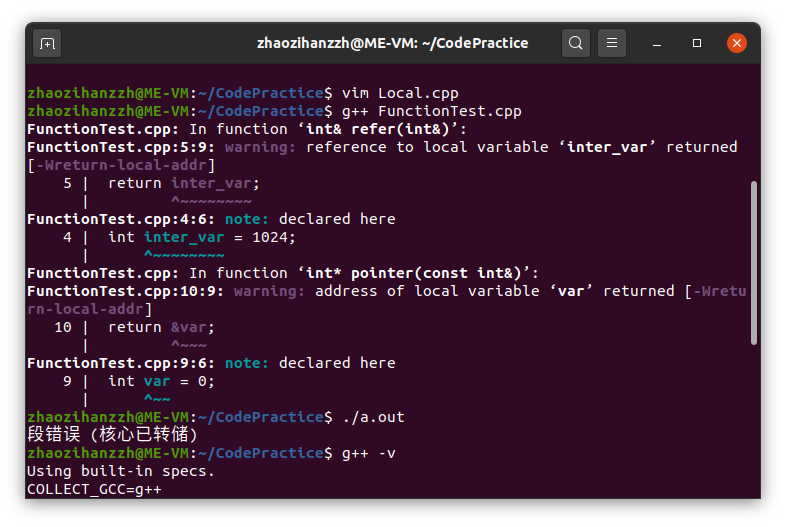 zhaozihanzzh@ME-VM: ~/CodePractice
zhaozihanzzh@ME-VM:~/CodePractice$ vim Local.cpp
zhaozihanzzh@ME-VM:~/CodePractice$ g++ FunctionTest.cpp
FunctionTest.cpp: In function ‘int& refer(int&)’:
FunctionTest.cpp:5:9: warning: reference to local variable ‘inter_var’ returned
[-Wreturn-local-addr]
    5 |  return inter_var;
      |         ^~~~~~~~~
FunctionTest.cpp:4:6: note: declared here
    4 |  int inter_var = 1024;
      |      ^~~~~~~~~
FunctionTest.cpp: In function ‘int* pointer(const int&)’:
FunctionTest.cpp:10:9: warning: address of local variable ‘var’ returned [-Wretu
rn-local-addr]
   10 |  return &var;
      |         ^~~~
FunctionTest.cpp:9:6: note: declared here
    9 |  int var = 0;
      |      ^~~
zhaozihanzzh@ME-VM:~/CodePractice$ ./a.out
段错误 (核心已转储)
zhaozihanzzh@ME-VM:~/CodePractice$ g++ -v
Using built-in specs.
COLLECT_GCC=g++